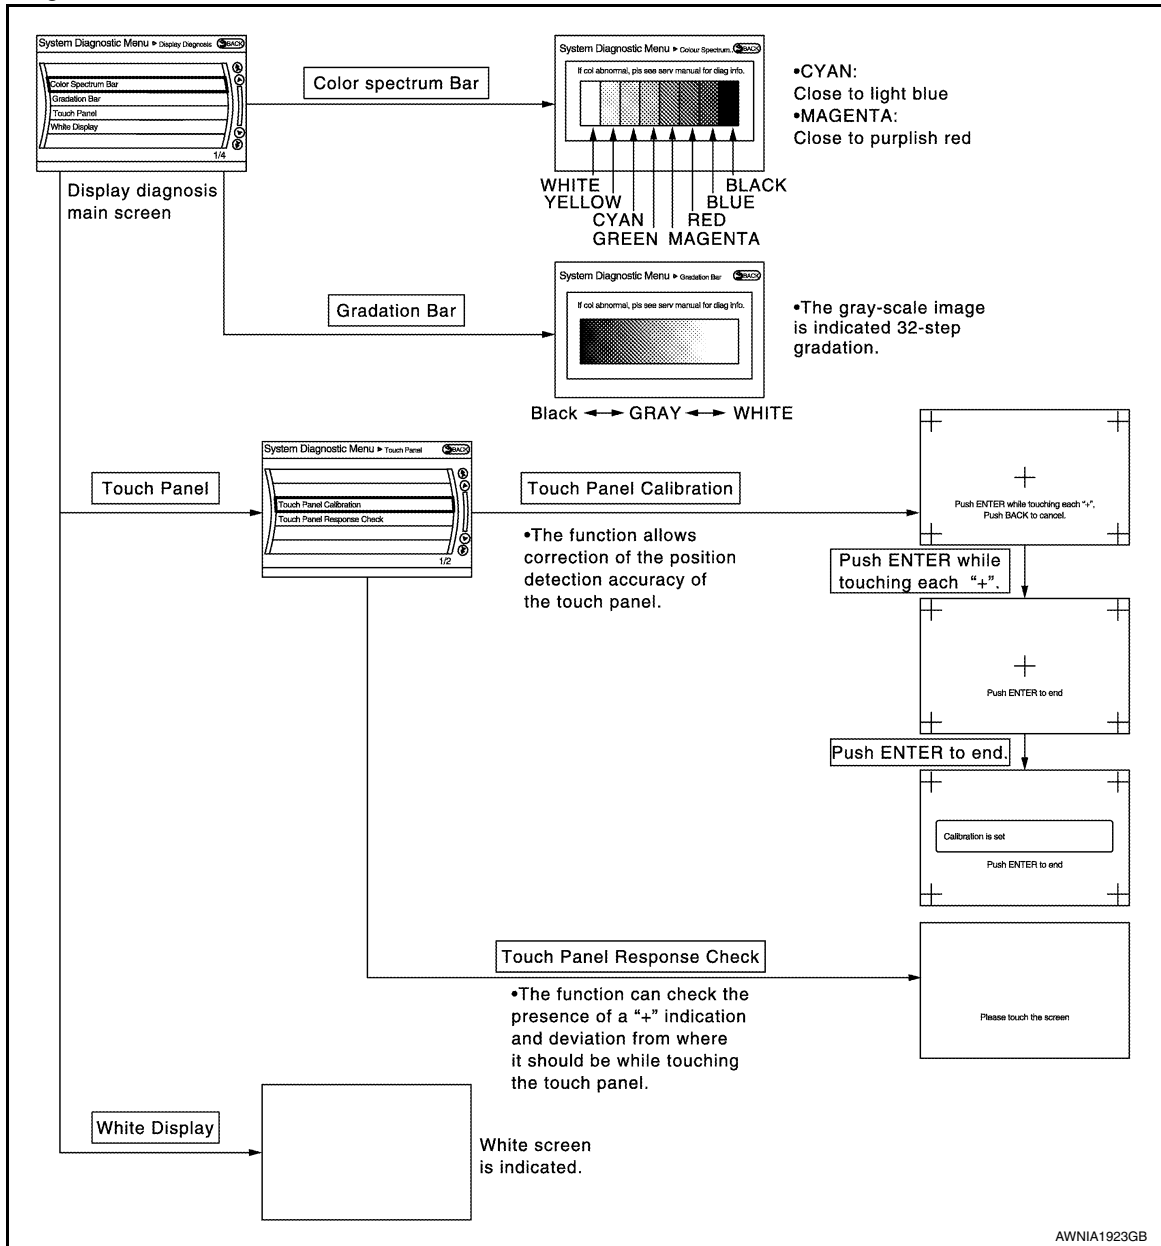 System Diagnostic Menu ▶ Display Diagnosis BACK
Color Spectrum Bar
Gradation Bar
Touch Panel
White Display
1/4
Display diagnosis
main screen
Color spectrum Bar
System Diagnostic Menu ▶ Colour Spectrum.. BACK
If col abnormal, pls see serv manual for diag info.
WHITE
YELLOW
CYAN
GREEN
MAGENTA
RED
BLUE
BLACK
•CYAN:
Close to light blue
•MAGENTA:
Close to purplish red
Gradation Bar
System Diagnostic Menu ▶ Gradation Bar BACK
If col abnormal, pls see serv manual for diag info.
Black ↔ GRAY ↔ WHITE
•The gray-scale image
is indicated 32-step
gradation.
Touch Panel
System Diagnostic Menu ▶ Touch Panel BACK
Touch Panel Calibration
Touch Panel Response Check
1/2
Touch Panel Calibration
•The function allows
correction of the position
detection accuracy of
the touch panel.
Push ENTER while touching each “+”,
Push BACK to cancel.
Push ENTER while
touching each “+”.
Push ENTER to end
Push ENTER to end.
Calibration is set
Push ENTER to end
Touch Panel Response Check
•The function can check the
presence of a “+” indication
and deviation from where
it should be while touching
the touch panel.
Please touch the screen
White Display
White screen
is indicated.
AWNIA1923GB